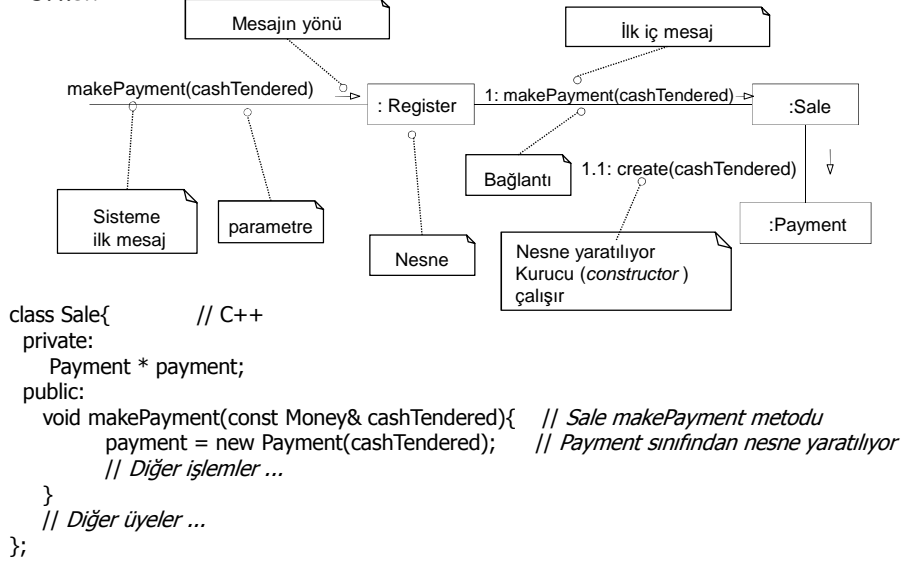 Mesajın yönü
İlk iç mesaj
makePayment(cashTendered)
: Register
1: makePayment(cashTendered)
:Sale
Bağlantı
1.1: create(cashTendered)
Sisteme
ilk mesaj
parametre
Nesne
Nesne yaratılıyor
Kurucu (constructor )
çalışır
:Payment
class Sale{ // C++
private:
Payment * payment;
public:
void makePayment(const Money& cashTendered){ // Sale makePayment metodu
payment = new Payment(cashTendered); // Payment sınıfından nesne yaratılıyor
// Diğer işlemler ...
}
// Diğer üyeler ...
};